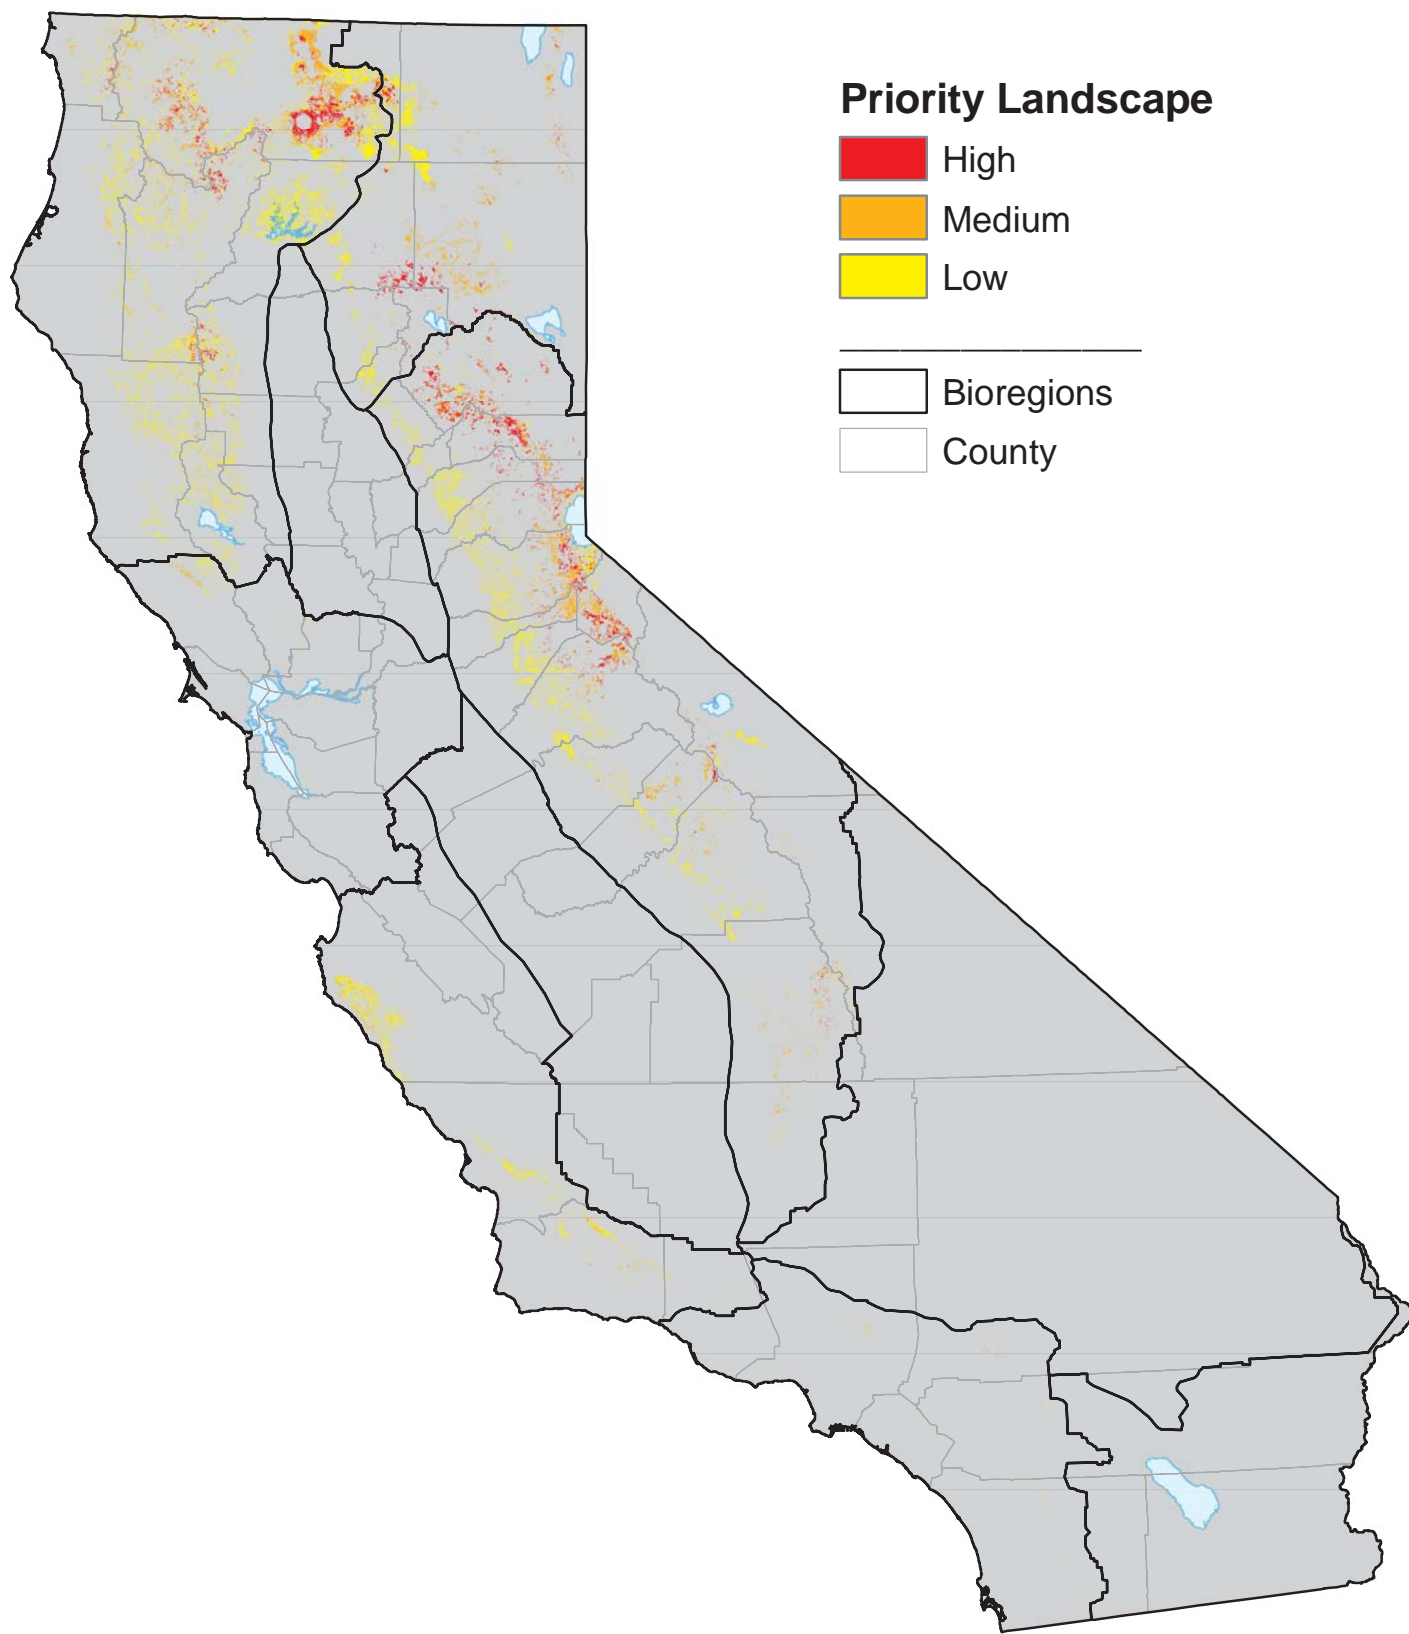 Priority Landscape
High
Medium
Low
Bioregions
County